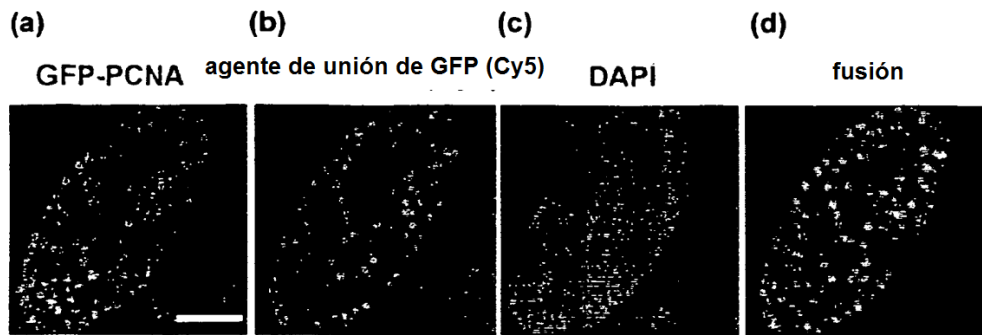 (a) (b) (c) (d)
GFP-PCNA agente de unión de GFP (Cy5) DAPI fusión